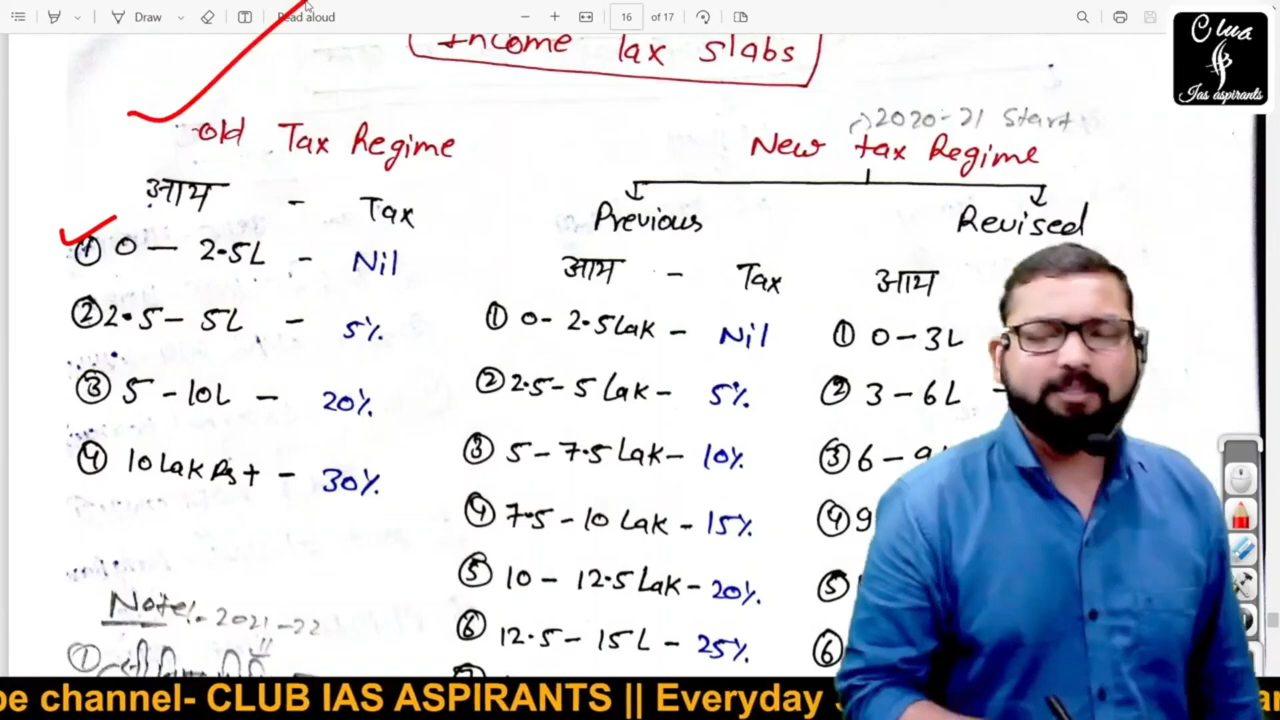 Draw
Read aloud
16
of 17
Clua
Ias aspirants
Income Tax Slabs
Old Tax Regime
आय - Tax
① 0 — 2.5L - Nil
② 2.5 - 5L - 5%
③ 5 - 10L - 20%
④ 10 Lak Rs + - 30%
Note:- 2021-22
①
2020-21 Start
New tax Regime
Previous
Revised
आय - Tax
① 0 - 2.5 Lak - Nil
② 2.5 - 5 Lak - 5%
③ 5 - 7.5 Lak - 10%
④ 7.5 - 10 Lak - 15%
⑤ 10 - 12.5 Lak - 20%
⑥ 12.5 - 15L - 25%
आय
① 0 - 3L
② 3 - 6L -
③ 6 - 9
④ 9
⑤
⑥
be channel- CLUB IAS ASPIRANTS || Everyday